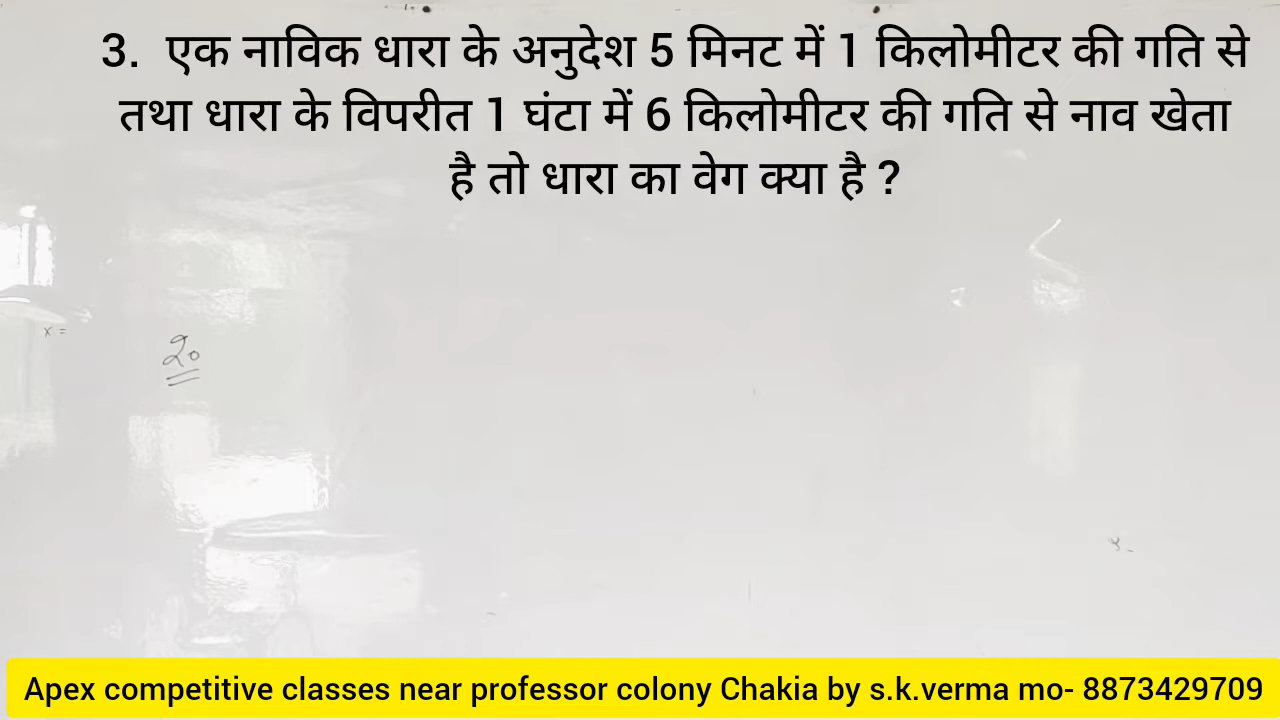 3. एक नाविक धारा के अनुदेश 5 मिनट में 1 किलोमीटर की गति से
तथा धारा के विपरीत 1 घंटा में 6 किलोमीटर की गति से नाव खेता
है तो धारा का वेग क्या है ?
x =
20
Apex competitive classes near professor colony Chakia by s.k.verma mo- 8873429709